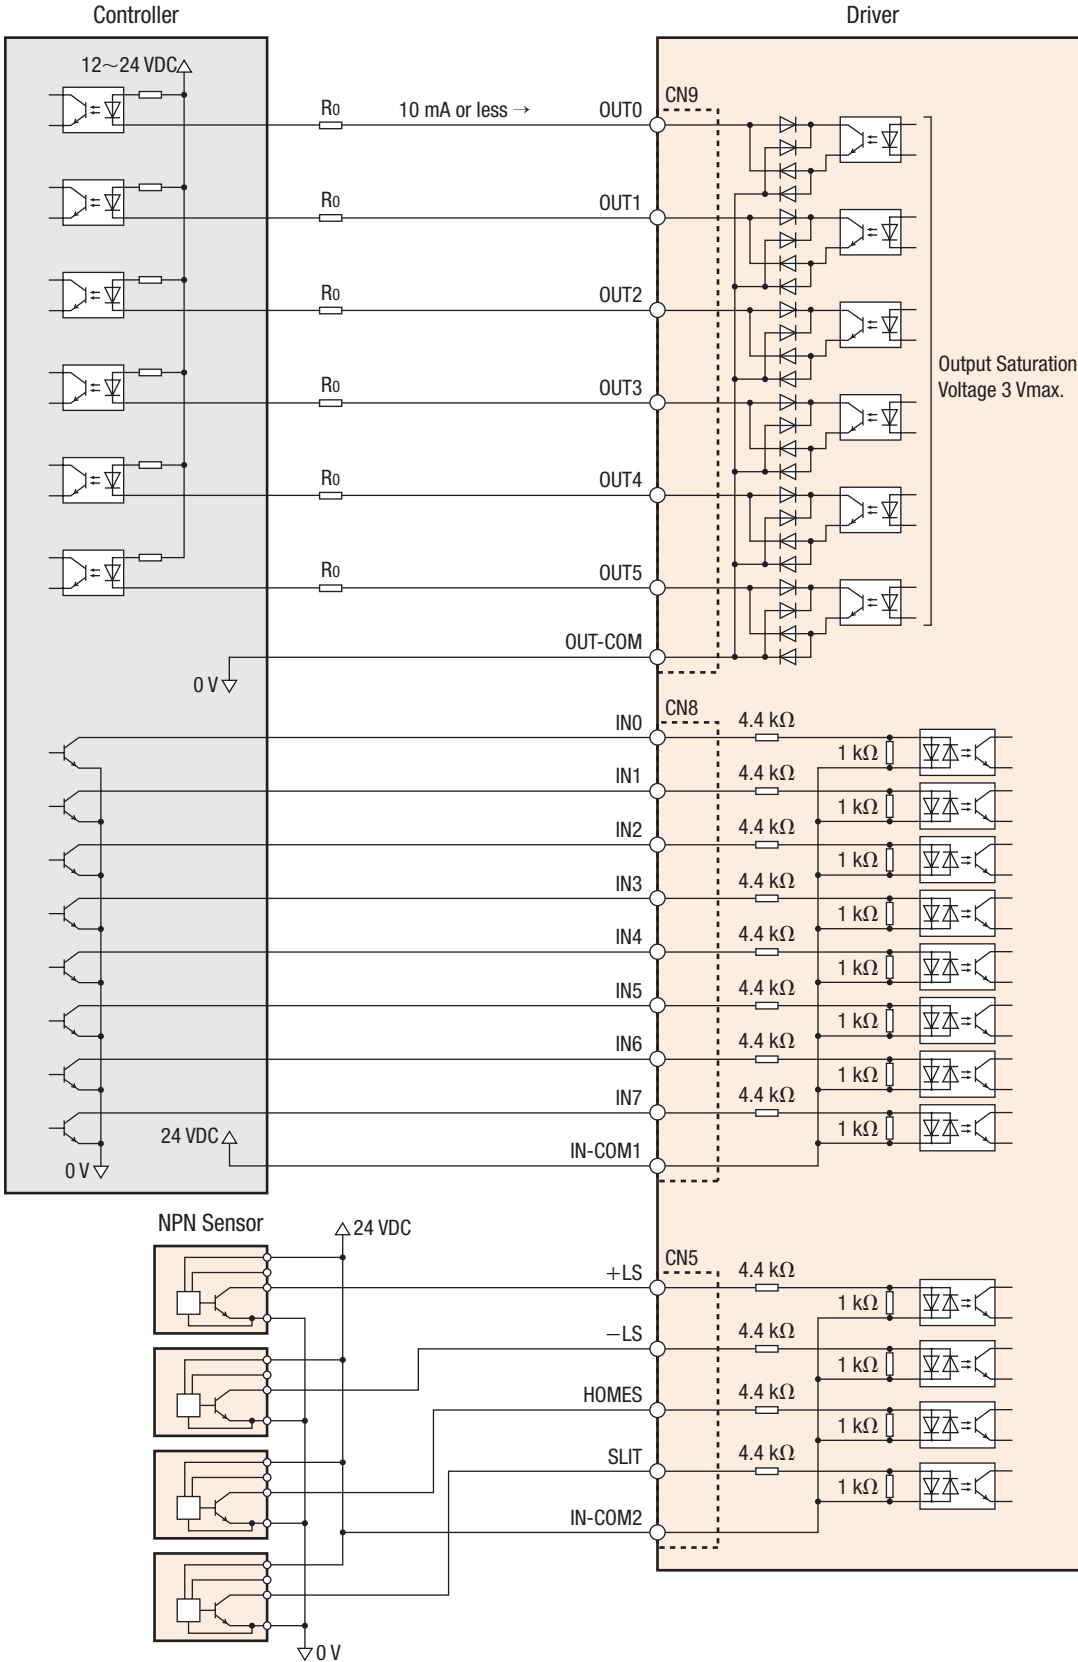 Controller
Driver
12～24 VDC
CN9
R0
10 mA or less →
OUT0
R0
OUT1
R0
OUT2
Output Saturation
Voltage 3 Vmax.
R0
OUT3
R0
OUT4
R0
OUT5
OUT-COM
0 V
CN8
IN0
4.4 kΩ
1 kΩ
IN1
4.4 kΩ
1 kΩ
IN2
4.4 kΩ
1 kΩ
IN3
4.4 kΩ
1 kΩ
IN4
4.4 kΩ
1 kΩ
IN5
4.4 kΩ
1 kΩ
IN6
4.4 kΩ
1 kΩ
IN7
4.4 kΩ
1 kΩ
24 VDC
IN-COM1
0 V
NPN Sensor
24 VDC
CN5
+LS
4.4 kΩ
1 kΩ
−LS
4.4 kΩ
1 kΩ
HOMES
4.4 kΩ
1 kΩ
SLIT
4.4 kΩ
1 kΩ
IN-COM2
0 V